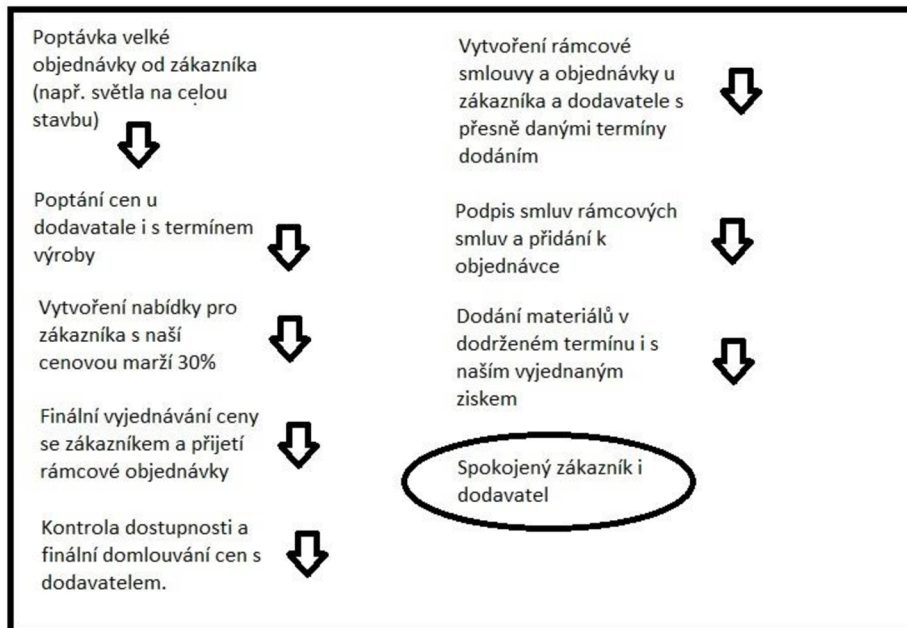 Poptávka velké
objednávky od zákazníka
(např. světla na celou
stavbu)
Poptání cen u
dodavatale i s termínem
výroby
Vytvoření nabídky pro
zákazníka s naší
cenovou marží 30%
Finální vyjednávání ceny
se zákazníkem a přijetí
rámcové objednávky
Kontrola dostupnosti a
finální domlouvání cen s
dodavatelem.
Vytvoření rámcové
smlouvy a objednávky u
zákazníka a dodavatele s
přesně danými termíny
dodáním
Podpis smluv rámcových
smluv a přidání k
objednávce
Dodání materiálů v
dodrženém termínu i s
naším vyjednaným
ziskem
Spokojený zákazník i
dodavatel